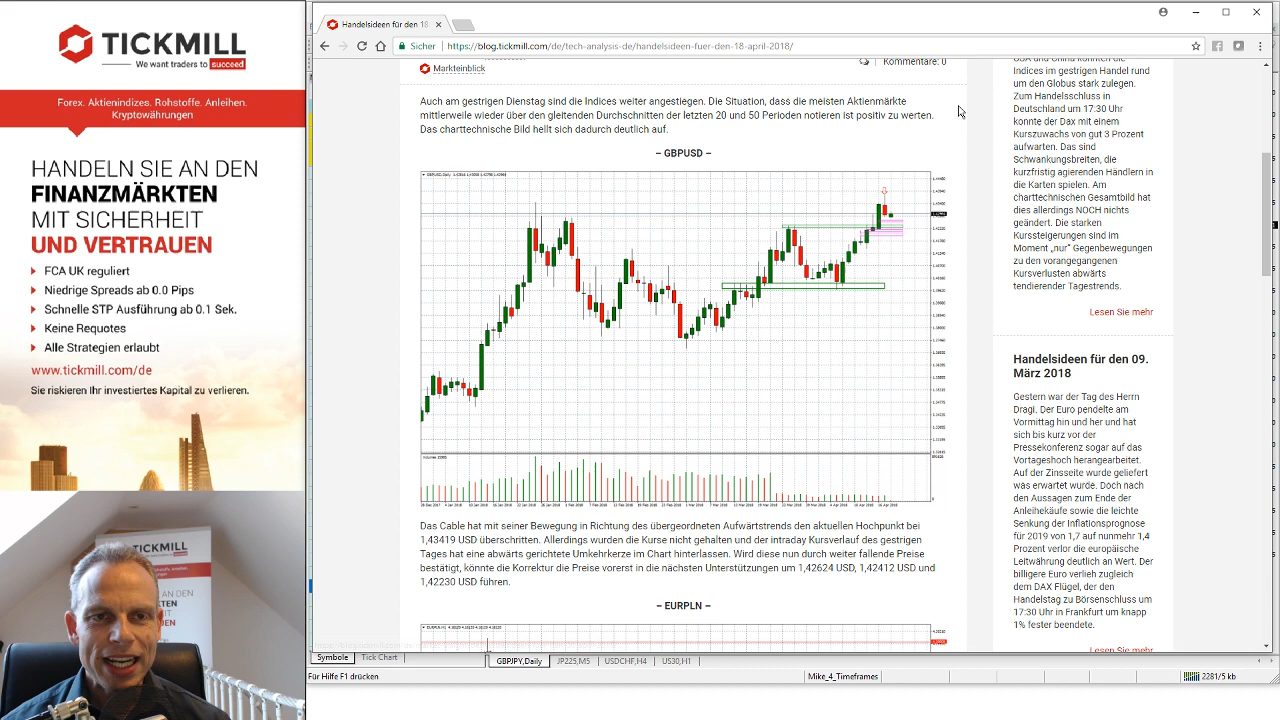 TICKMILL
We want traders to succeed
Forex. Aktienindizes. Rohstoffe. Anleihen.
Kryptowährungen
HANDELN SIE AN DEN
FINANZMÄRKTEN
MIT SICHERHEIT
UND VERTRAUEN
FCA UK reguliert
Niedrige Spreads ab 0.0 Pips
Schnelle STP Ausführung ab 0.1 Sek.
Keine Requotes
Alle Strategien erlaubt
www.tickmill.com/de
Sie riskieren Ihr investiertes Kapital zu verlieren.
TICKMILL
Handelsideen für den 18.
Sicher
https://blog.tickmill.com/de/tech-analysis-de/handelsideen-fuer-den-18-april-2018/
Markteinblick
Kommentare: 0
Auch am gestrigen Dienstag sind die Indices weiter angestiegen. Die Situation, dass die meisten Aktienmärkte
mittlerweile wieder über den gleitenden Durchschnitten der letzten 20 und 50 Perioden notieren ist positiv zu werten.
Das charttechnische Bild hellt sich dadurch deutlich auf.
– GBPUSD –
Das Cable hat mit seiner Bewegung in Richtung des übergeordneten Aufwärtstrends den aktuellen Hochpunkt bei
1,43419 USD überschritten. Allerdings wurden die Kurse nicht gehalten und der intraday Kursverlauf des gestrigen
Tages hat eine abwärts gerichtete Umkehrkerze im Chart hinterlassen. Wird diese nun durch weitere tiefe Preise
bestätigt, könnte die Korrektur die Preise vorerst in die nächsten Unterstützungen um 1,42624 USD, 1,42412 USD und
1,42230 USD führen.
– EURPLN –
Indices im gestrigen Handel rund
um den Globus stark zulegen.
Zum Handelsschluss in
Deutschland um 17:30 Uhr
konnte der Dax mit einem
Kurszuwachs von gut 3 Prozent
aufwarten. Das sind
Schwankungsbreiten, die
kurzfristig agierenden Händlern in
die Karten spielen. Am
charttechnischen Gesamtbild hat
dies allerdings NOCH nichts
geändert. Die starken
Kurssteigerungen sind im
Moment „nur“ Gegenbewegungen
zu den vorangegangenen
Kursverlusten abwärts
tendierender Tagestrends.
Lesen Sie mehr
Handelsideen für den 09.
März 2018
Gestern war der Tag des Herrn
Dragi. Der Euro pendelte am
Vormittag hin und her und hat
sich bis kurz vor der
Pressekonferenz sogar auf das
Vortageshoch herangearbeitet.
Auf der Zinsseite wurde geliefert
was erwartet wurde. Doch nach
den Aussagen zum Ende der
Anleihekäufe sowie die leichte
Senkung der Inflationsprognose
für 2019 von 1,7 auf nunmehr 1,4
Prozent verlor die europäische
Leitwährung deutlich an Wert. Der
billigere Euro verlieh zugleich
dem DAX Flügel, der den
Handelstag zu Börsenschluss um
17:30 Uhr in Frankfurt um knapp
1% fester beendete.
Lesen Sie mehr
Symbole
Tick Chart
GBPJPY,Daily
JP225,M5
USDCHF,H4
US30,H1
Für Hilfe F1 drücken
Mike_4_Timeframes
2281/5 kb